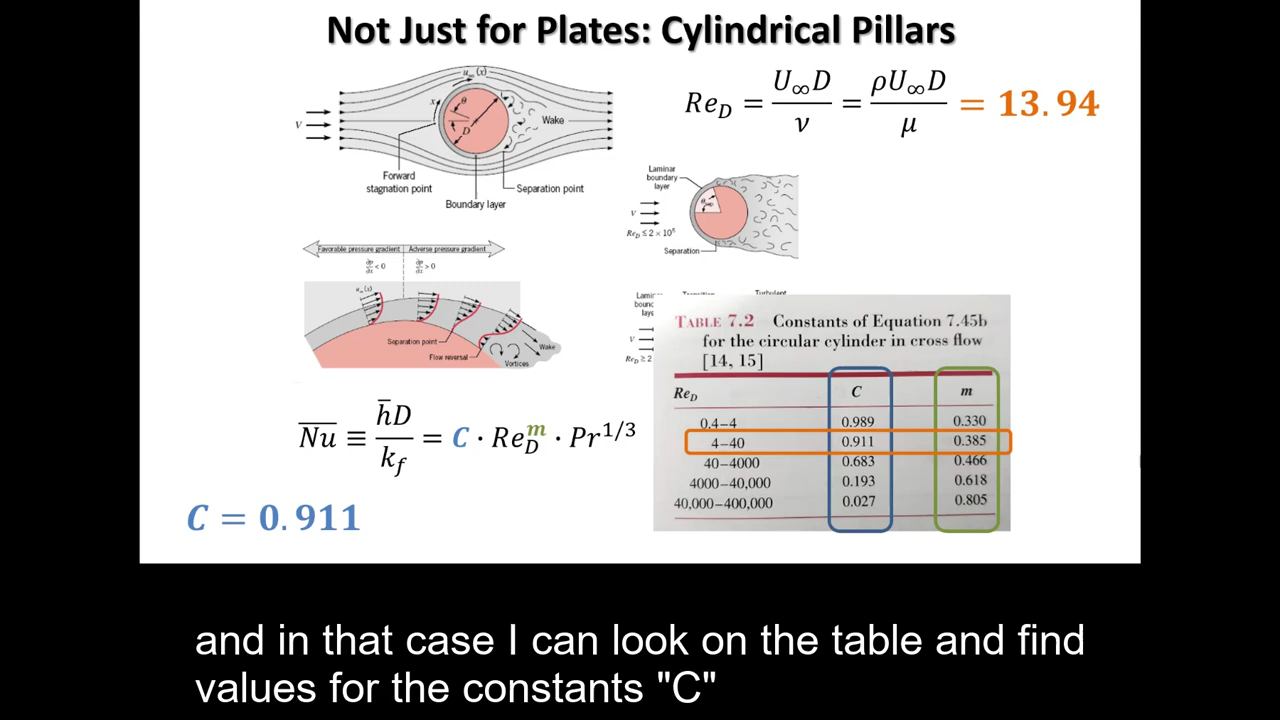 Not Just for Plates: Cylindrical Pillars
u∞(x)
x
θ
D
V
Wake
Forward
stagnation point
Separation point
Boundary layer
Re_D = U∞D / ν = ρU∞D / μ = 13.94
Laminar
boundary
layer
V
Re_D ≤ 2 × 10⁵
Separation
Favorable pressure gradient
Adverse pressure gradient
∂p/∂x < 0
∂p/∂x > 0
u∞(x)
Separation point
Flow reversal
Wake
Vortices
V
Re_D ≥ 2
TABLE 7.2 Constants of Equation 7.45b
for the circular cylinder in cross flow
[14, 15]
Re_D C m
0.4–4 0.989 0.330
4–40 0.911 0.385
40–4000 0.683 0.466
4000–40,000 0.193 0.618
40,000–400,000 0.027 0.805
N̅u̅ ≡ h̄D / k_f = C · Re_D^m · Pr^1/3
C = 0.911
and in that case I can look on the table and find
values for the constants "C"